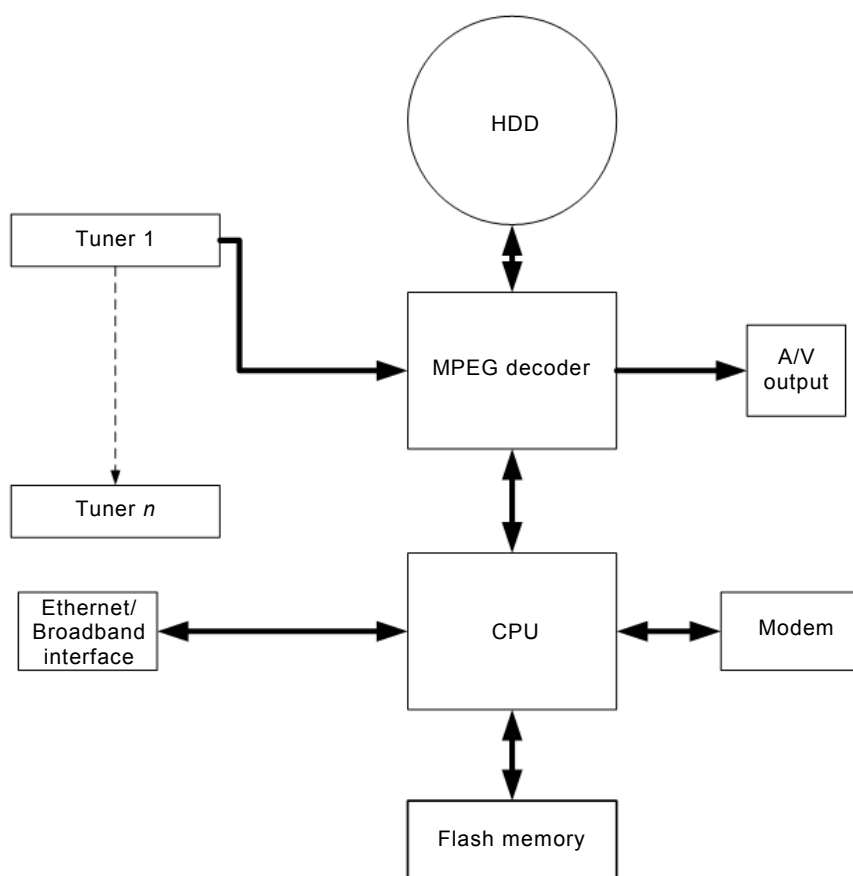 HDD
Tuner 1
MPEG decoder
A/V
output
Tuner n
Ethernet/
Broadband
interface
CPU
Modem
Flash memory